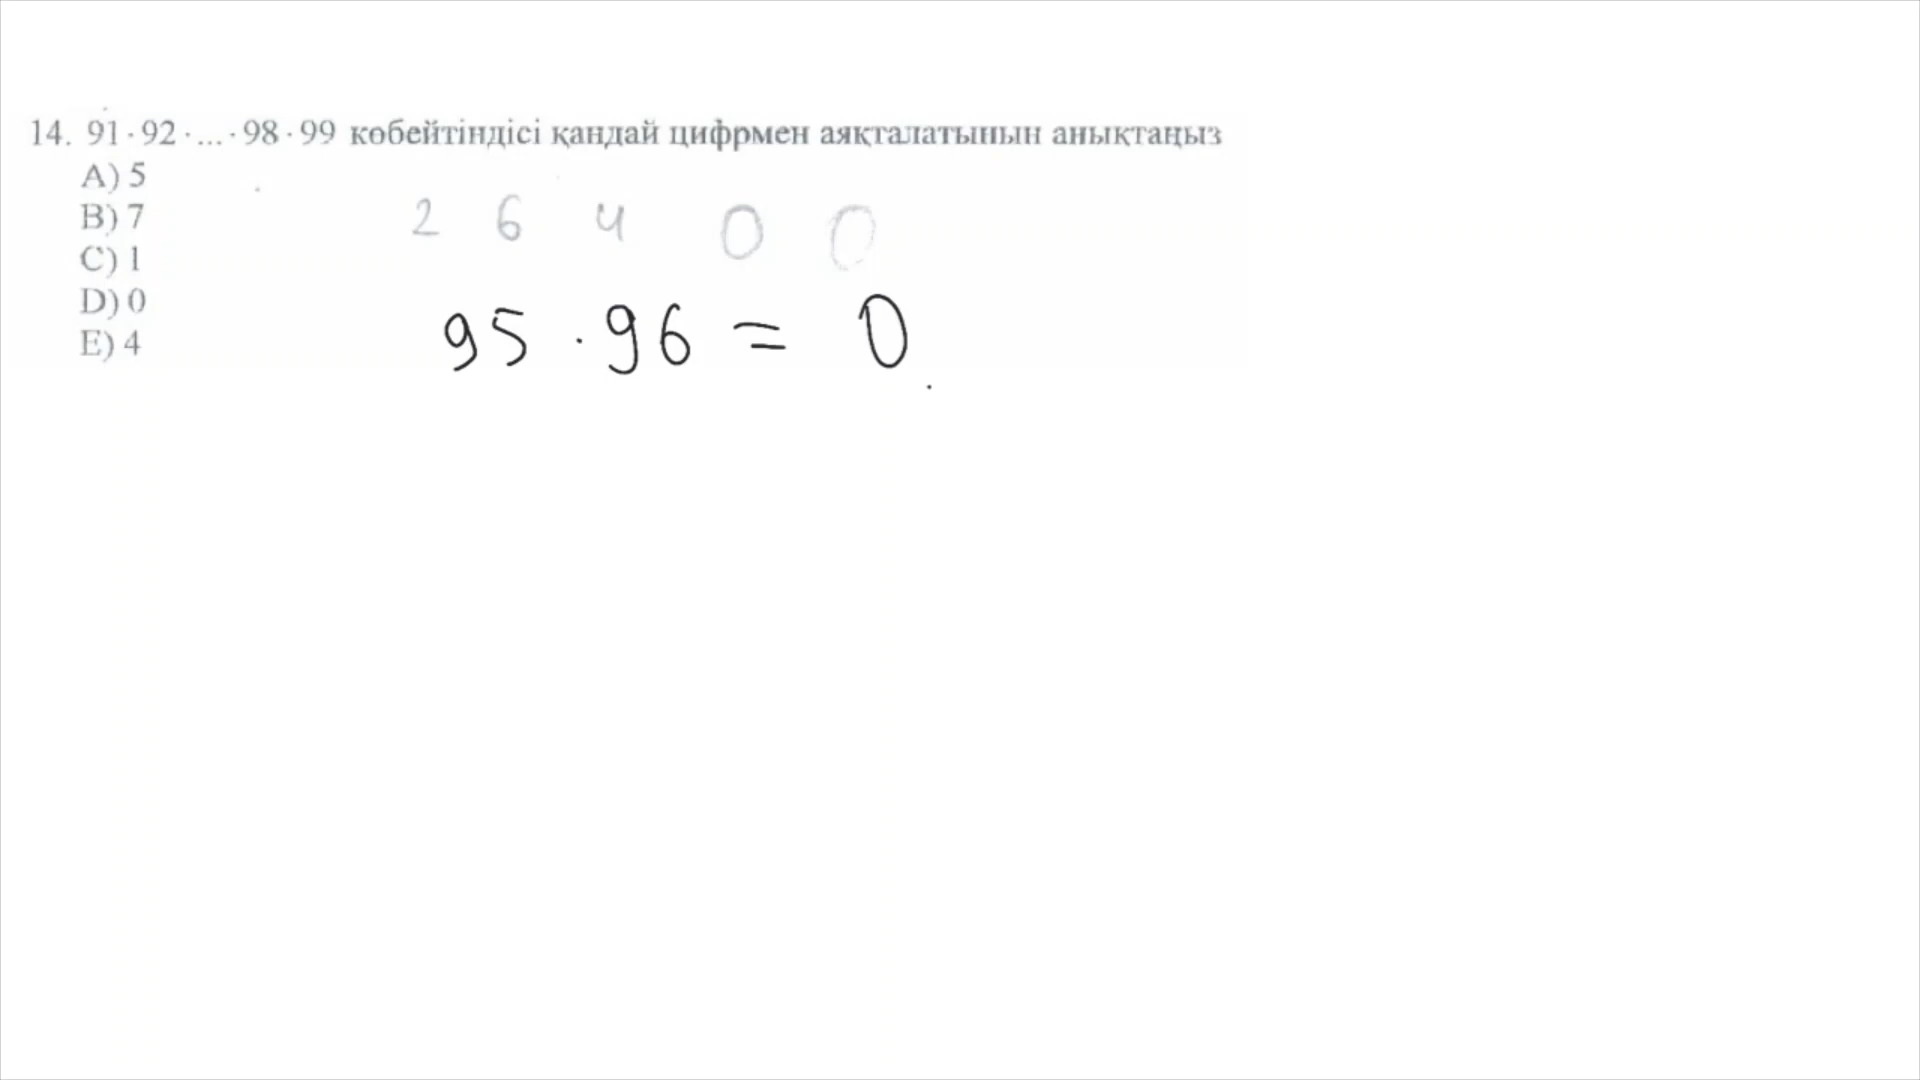 14. 91 · 92 · ... · 98 · 99 көбейтіндісі қандай цифрмен аяқталатынын анықтаңыз
A) 5
B) 7
C) 1
D) 0
E) 4
2 6 4 0 0
95 · 96 = 0